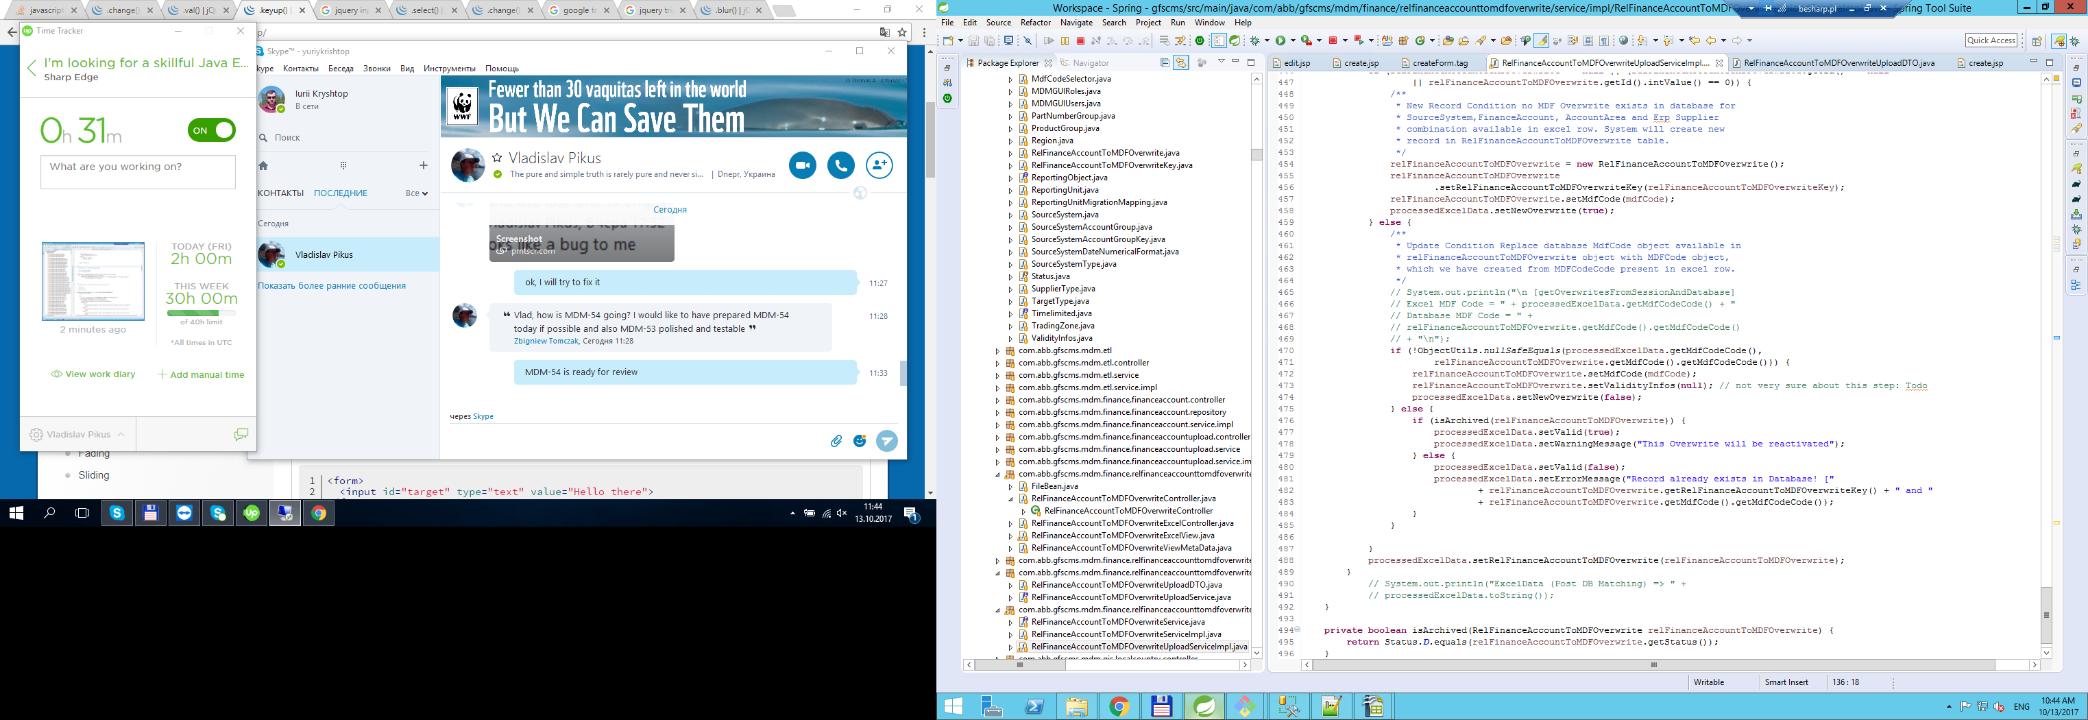 javascript
.change()
.val() | jQ
.keyup() |
jquery inp
.select() |
.change()
google tr
jquery tri
.blur() | jQ
Time Tracker
I'm looking for a skillful Java E...
Sharp Edge
0h 31m
ON
What are you working on?
TODAY (FRI)
2h 00m
THIS WEEK
30h 00m
of 40h limit
2 minutes ago
*All times in UTC
View work diary
+ Add manual time
Vladislav Pikus
Fading
Sliding
Skype™ - yuriykrishtop
Контакты Беседа Звонки Вид Инструменты Помощь
Iurii Kryshtop
В сети
Поиск
КОНТАКТЫ ПОСЛЕДНИЕ Все
Сегодня
Vladislav Pikus
Показать более ранние сообщения
WWF
Fewer than 30 vaquitas left in the world
But We Can Save Them
Vladislav Pikus
The pure and simple truth is rarely pure and never si... | Dnepr, Украина
Сегодня
Screenshot
oks like a bug to me
ok, I will try to fix it
11:27
Vlad, how is MDM-54 going? I would like to have prepared MDM-54
today if possible and also MDM-53 polished and testable
11:28
Zbigniew Tomczak, Сегодня 11:28
MDM-54 is ready for review
11:33
через Skype
1 <form>
2 <input id="target" type="text" value="Hello there">
11:44
13.10.2017
Workspace - Spring - gfscms/src/main/java/com/abb/gfscms/mdm/finance/relfinanceaccounttomdfoverwrite/service/impl/RelFinanceAccountToMDF
besharp.pl
ring Tool Suite
File Edit Source Refactor Navigate Search Project Run Window Help
Quick Access
Package Explorer
Navigator
MdfCodeSelector.java
MDMGUIRoles.java
MDMGUIUsers.java
PartNumberGroup.java
ProductGroup.java
Region.java
RelFinanceAccountToMDFOverwrite.java
RelFinanceAccountToMDFOverwriteKey.java
ReportingObject.java
ReportingUnit.java
ReportingUnitMigrationMapping.java
SourceSystem.java
SourceSystemAccountGroup.java
SourceSystemAccountGroupKey.java
SourceSystemDateNumericalFormat.java
SourceSystemType.java
Status.java
SupplierType.java
TargetType.java
Timelimited.java
TradingZone.java
ValidityInfos.java
com.abb.gfscms.mdm.etl
com.abb.gfscms.mdm.etl.controller
com.abb.gfscms.mdm.etl.service
com.abb.gfscms.mdm.etl.service.impl
com.abb.gfscms.mdm.finance.financeaccount.controller
com.abb.gfscms.mdm.finance.financeaccount.repository
com.abb.gfscms.mdm.finance.financeaccount.service.impl
com.abb.gfscms.mdm.finance.financeaccountupload.controller
com.abb.gfscms.mdm.finance.financeaccountupload.service
com.abb.gfscms.mdm.finance.financeaccountupload.service.im
com.abb.gfscms.mdm.finance.relfinanceaccounttomdfoverwrite
FileBean.java
RelFinanceAccountToMDFOverwriteController.java
RelFinanceAccountToMDFOverwriteController
RelFinanceAccountToMDFOverwriteExcelController.java
RelFinanceAccountToMDFOverwriteExcelView.java
RelFinanceAccountToMDFOverwriteViewMetaData.java
com.abb.gfscms.mdm.finance.relfinanceaccounttomdfoverwrite
com.abb.gfscms.mdm.finance.relfinanceaccounttomdfoverwrite
RelFinanceAccountToMDFOverwriteUploadDTO.java
RelFinanceAccountToMDFOverwriteUploadService.java
com.abb.gfscms.mdm.finance.relfinanceaccounttomdfoverwrite
RelFinanceAccountToMDFOverwriteService.java
RelFinanceAccountToMDFOverwriteServiceImpl.java
RelFinanceAccountToMDFOverwriteUploadServiceImpl.java
edit.jsp
create.jsp
createForm.tag
RelFinanceAccountToMDFOverwriteUploadServiceImpl....
RelFinanceAccountToMDFOverwriteUploadDTO.java
create.jsp
447 || relFinanceAccountToMDFOverwrite.getId().intValue() == 0)) {
448 /**
449 * New Record Condition no MDF Overwrite exists in database for
450 * SourceSystem,FinanceAccount, AccountArea and Erp Supplier
451 * combination available in excel row. System will create new
452 * record in RelFinanceAccountToMDFOverwrite table.
453 */
454 relFinanceAccountToMDFOverwrite = new RelFinanceAccountToMDFOverwrite();
455 relFinanceAccountToMDFOverwrite
456 .setRelFinanceAccountToMDFOverwriteKey(relFinanceAccountToMDFOverwriteKey);
457 relFinanceAccountToMDFOverwrite.setMdfCode(mdfCode);
458 processedExcelData.setNewOverwrite(true);
459 } else {
460 /**
461 * Update Condition Replace database MdfCode object available in
462 * relFinanceAccountToMDFOverwrite object with MDFCode object,
463 * which we have created from MDFCodeCode present in excel row.
464 */
465 // System.out.println("\n [getOverwritesFromSessionAndDatabase]
466 // Excel MDF Code = " + processedExcelData.getMdfCodeCode() + "
467 // Database MDF Code = " +
468 // relFinanceAccountToMDFOverwrite.getMdfCode().getMdfCodeCode()
469 // + "\n");
470 if (!ObjectUtils.nullSafeEquals(processedExcelData.getMdfCodeCode(),
471 relFinanceAccountToMDFOverwrite.getMdfCode().getMdfCodeCode())) {
472 relFinanceAccountToMDFOverwrite.setMdfCode(mdfCode);
473 relFinanceAccountToMDFOverwrite.setValidityInfos(null); // not very sure about this step: Todo
474 processedExcelData.setNewOverwrite(false);
475 } else {
476 if (isArchived(relFinanceAccountToMDFOverwrite)) {
477 processedExcelData.setValid(true);
478 processedExcelData.setWarningMessage("This Overwrite will be reactivated");
479 } else {
480 processedExcelData.setValid(false);
481 processedExcelData.setErrorMessage("Record already exists in Database! ["
482 + relFinanceAccountToMDFOverwrite.getRelFinanceAccountToMDFOverwriteKey() + " and "
483 + relFinanceAccountToMDFOverwrite.getMdfCode().getMdfCodeCode());
484 }
485 }
486
487 }
488 processedExcelData.setRelFinanceAccountToMDFOverwrite(relFinanceAccountToMDFOverwrite);
489 }
490 // System.out.println("ExcelData (Post DB Matching) => " +
491 // processedExcelData.toString());
492 }
493
494 private boolean isArchived(RelFinanceAccountToMDFOverwrite relFinanceAccountToMDFOverwrite) {
495 return Status.D.equals(relFinanceAccountToMDFOverwrite.getStatus());
496 }
Writable
Smart Insert
136 : 18
ENG
10:44 AM
10/13/2017